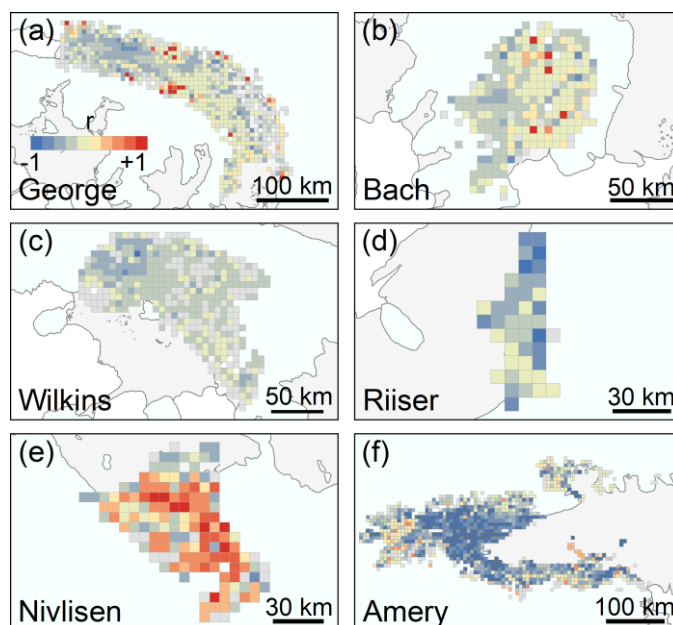 (a)
r
-1 +1
George
100 km
(b)
Bach
50 km
(c)
Wilkins
50 km
(d)
Riiser
30 km
(e)
Nivlisen
30 km
(f)
Amery
100 km